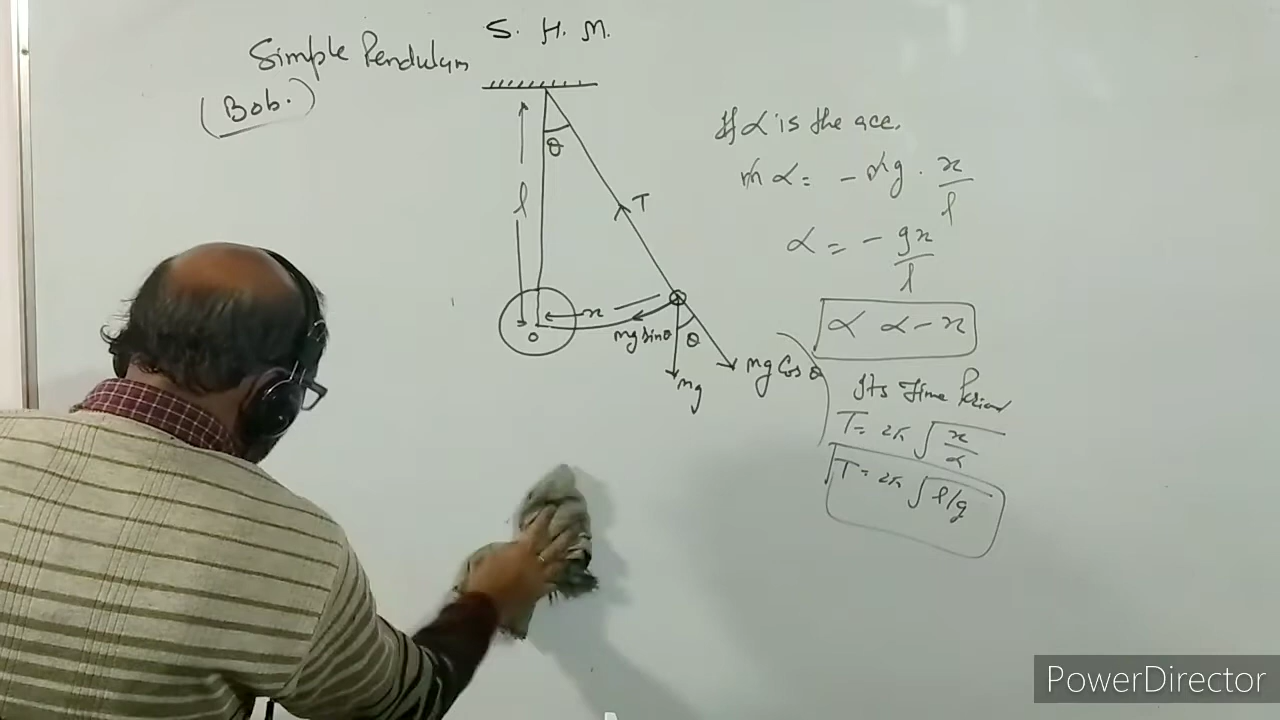 S. H. M.
Simple Pendulum
(Bob.)
θ
l
T
x
O
mg sinθ
θ
mg Cos θ
mg
If α is the acc.
m α = - mg . x/l
α = - gx/l
α α - x
Its Time Period
T = 2π √x/α
T = 2π √l/g
PowerDirector